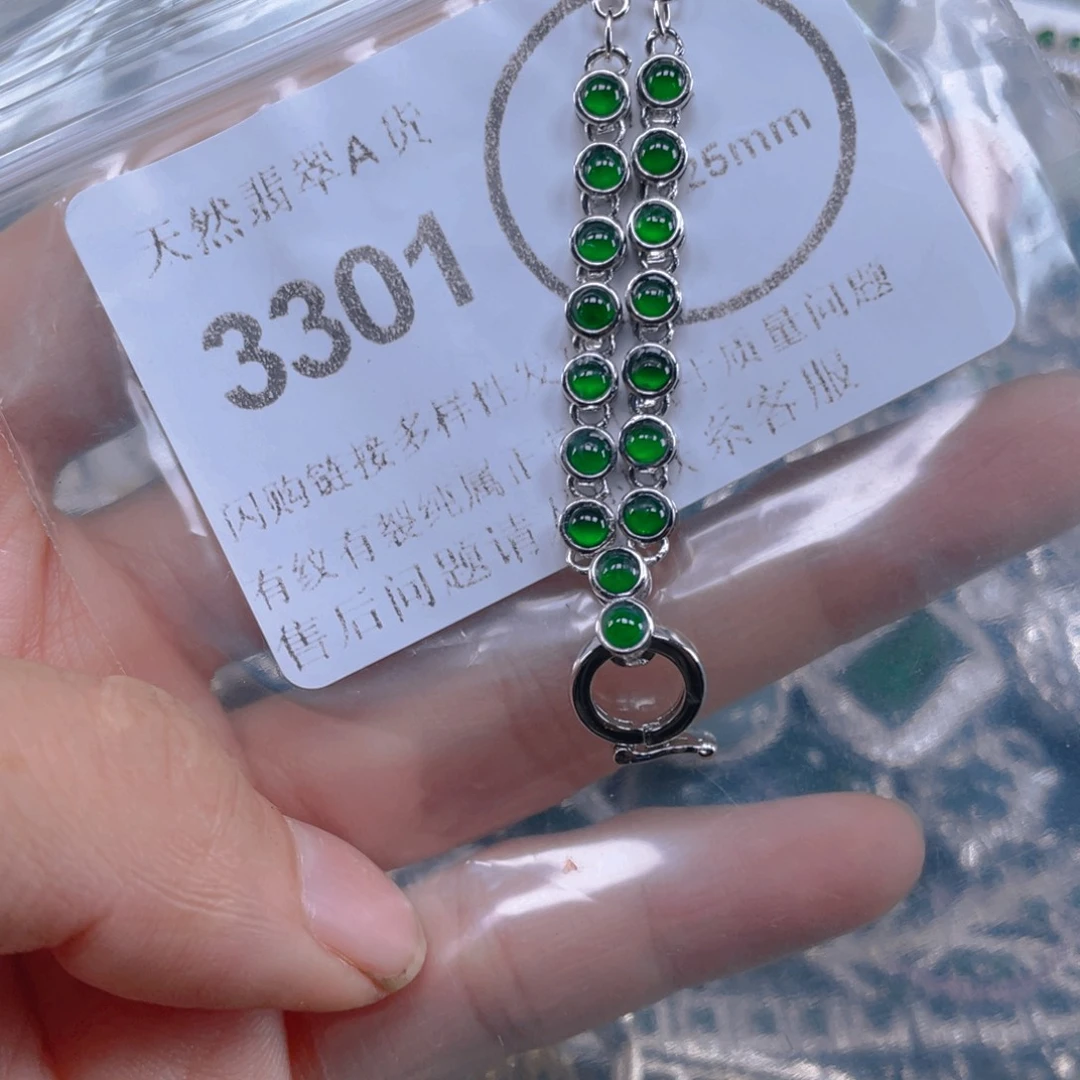 天然翡翠A货
3301
25mm
闪购链接多样性发 质量问题
有纹有裂纯属正 系客服
售后问题请